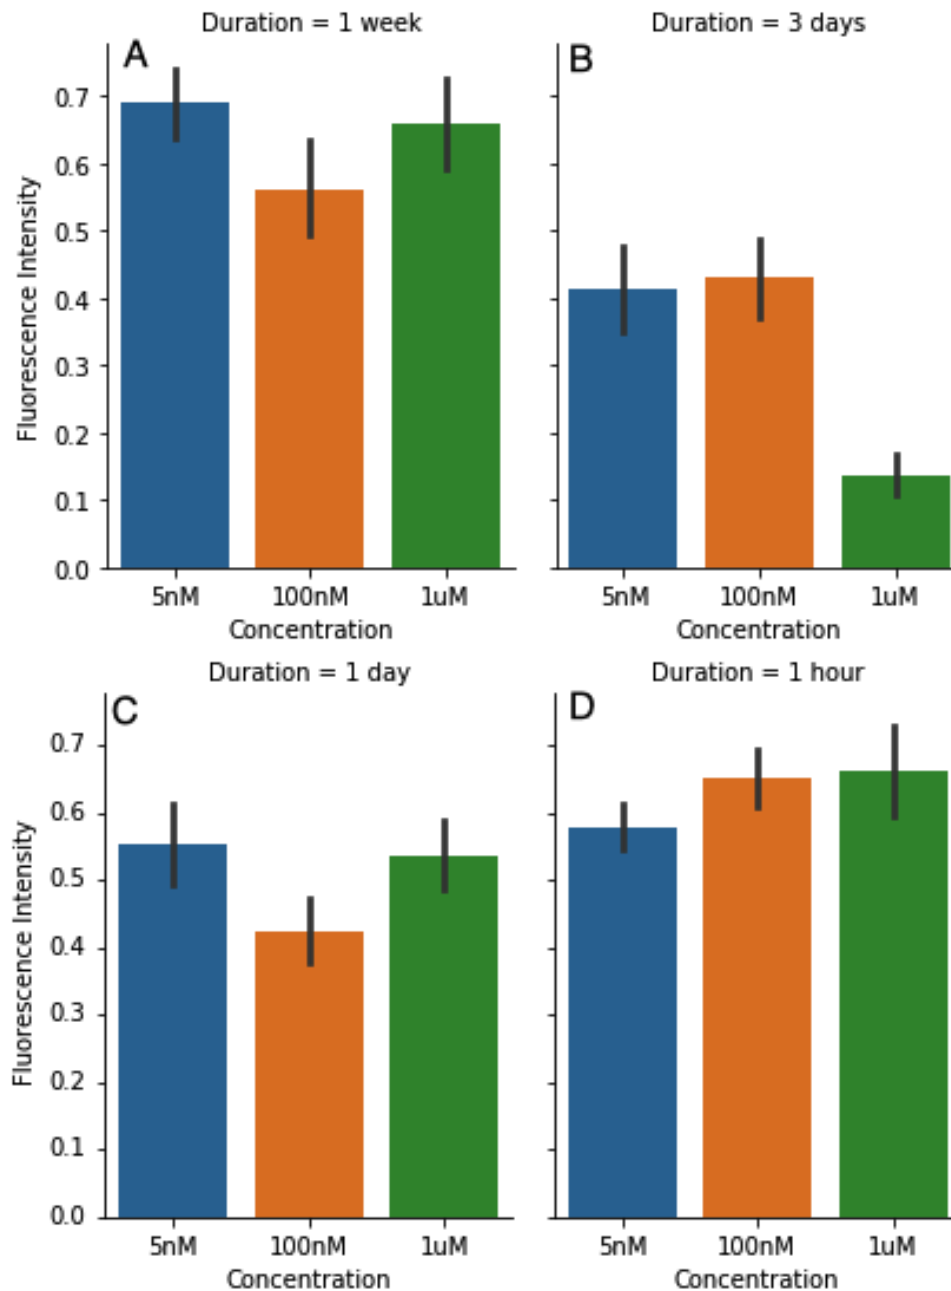 Duration = 1 week
A
0.7
0.6
0.5
0.4
0.3
0.2
0.1
0.0
Fluorescence Intensity
5nM 100nM 1uM
Concentration
Duration = 3 days
B
5nM 100nM 1uM
Concentration
Duration = 1 day
C
0.7
0.6
0.5
0.4
0.3
0.2
0.1
0.0
Fluorescence Intensity
5nM 100nM 1uM
Concentration
Duration = 1 hour
D
5nM 100nM 1uM
Concentration